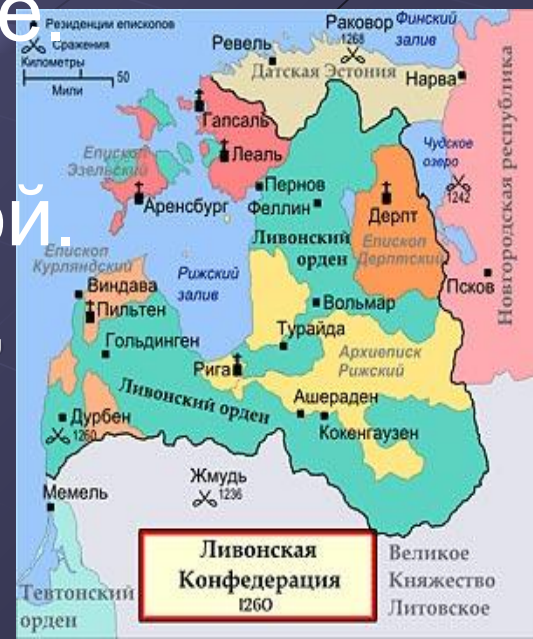 е.
Резиденции епископов
Сражения
Километры
50
Мили
Раковор
1268
Финский
залив
Ревель
Датская Эстония
Нарва
Гапсаль
Епископ
Эзельский
Леаль
Чудское
озеро
1242
Новгородская республика
Аренсбург
Пернов
Феллин
Дерпт
ой.
Ливонский
орден
Епископ
Дерптский
Епископ
Курляндский
Рижский
залив
Псков
Виндава
Пильтен
Вольмар
Гольдинген
Турайда
Архиеписк
Рижский
Рига
Ливонский орден
Ашераден
Кокенгаузен
Дурбен
1260
Жмудь
1236
Мемель
Ливонская
Конфедерация
1260
Великое
Княжество
Литовское
Тевтонский
орден